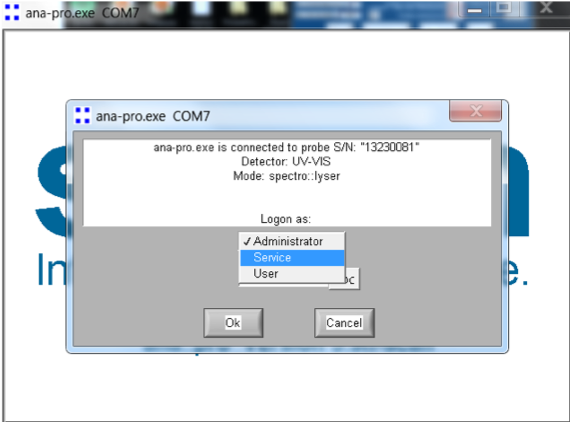 ana-pro.exe COM7
ana-pro.exe COM7
ana-pro.exe is connected to probe S/N: "13230081"
Detector: UV-VIS
Mode: spectro::lyser
Logon as:
✓ Administrator
Service
User
Ok
Cancel